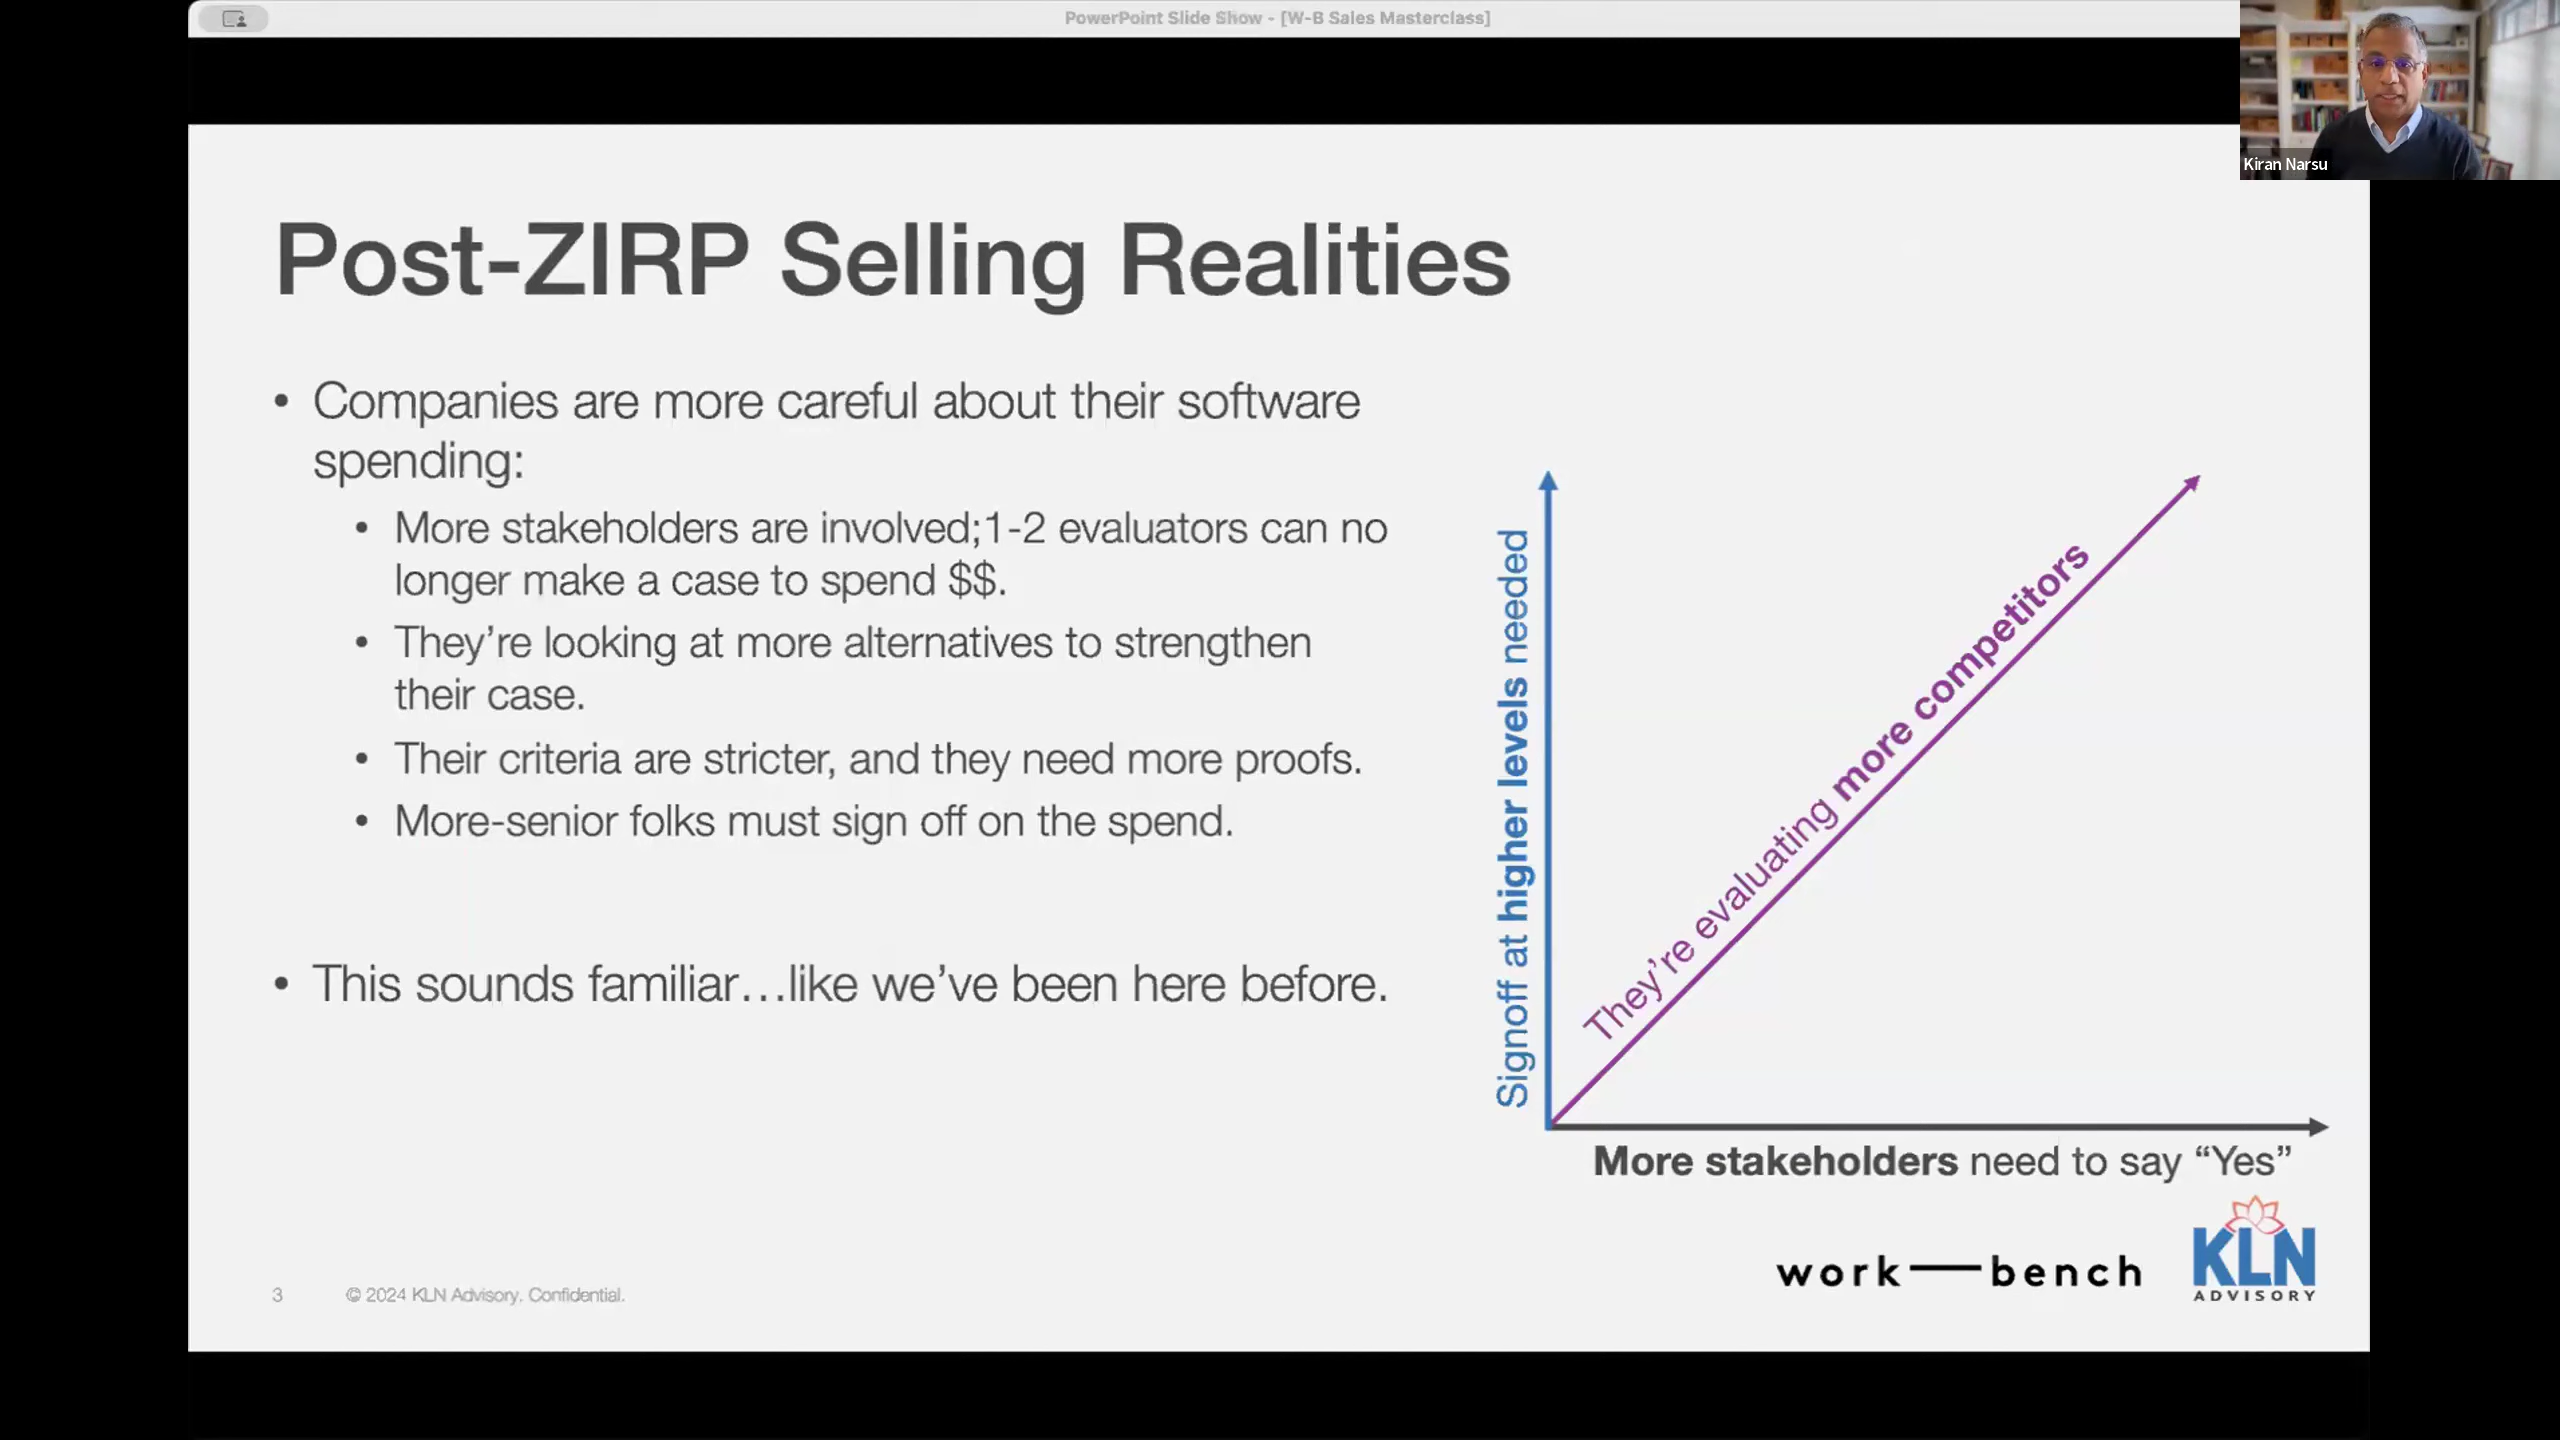 PowerPoint Slide Show - [W-B Sales Masterclass]
Kiran Narsu
Post-ZIRP Selling Realities
• Companies are more careful about their software
spending:
• More stakeholders are involved;1-2 evaluators can no
longer make a case to spend $$.
• They’re looking at more alternatives to strengthen
their case.
• Their criteria are stricter, and they need more proofs.
• More-senior folks must sign off on the spend.
• This sounds familiar…like we’ve been here before.
Signoff at higher levels needed
They’re evaluating more competitors
More stakeholders need to say “Yes”
work—bench
KLN
ADVISORY
3
© 2024 KLN Advisory. Confidential.